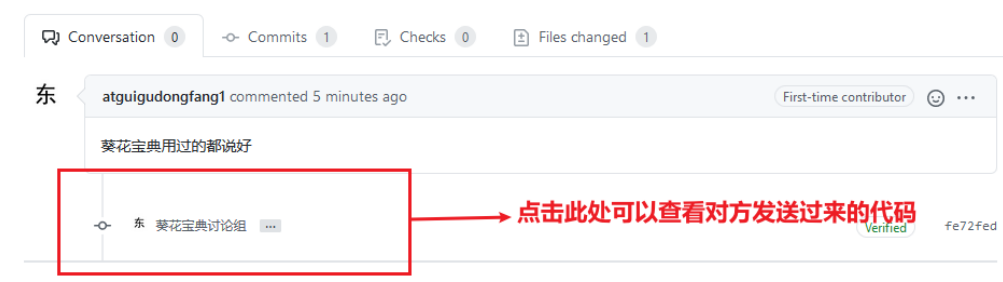 Conversation 0 Commits 1 Checks 0 Files changed 1
东
atguigudongfang1 commented 5 minutes ago First-time contributor
葵花宝典用过的都说好
东 葵花宝典讨论组 ... 点击此处可以查看对方发送过来的代码
Verified fe72fed